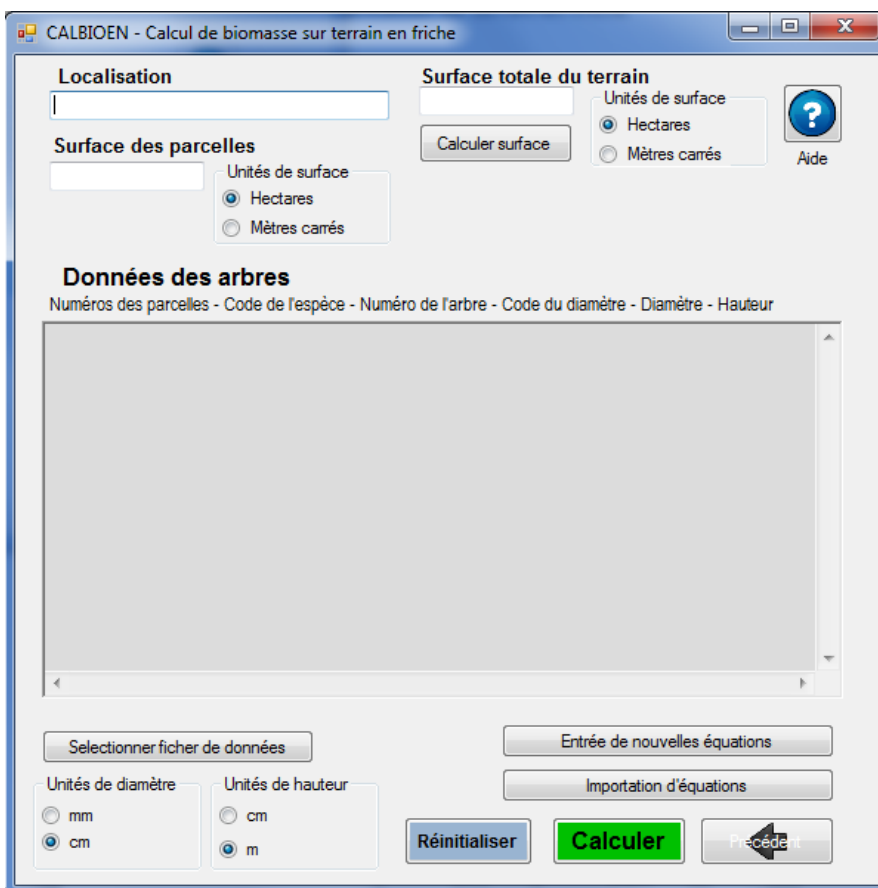 CALBIOEN - Calcul de biomasse sur terrain en friche
Localisation
Surface totale du terrain
Unités de surface
Hectares
Mètres carrés
Calculer surface
Aide
Surface des parcelles
Unités de surface
Hectares
Mètres carrés
Données des arbres
Numéros des parcelles - Code de l'espèce - Numéro de l'arbre - Code du diamètre - Diamètre - Hauteur
Selectionner ficher de données
Entrée de nouvelles équations
Unités de diamètre
mm
cm
Unités de hauteur
cm
m
Importation d'équations
Réinitialiser
Calculer
Précédent